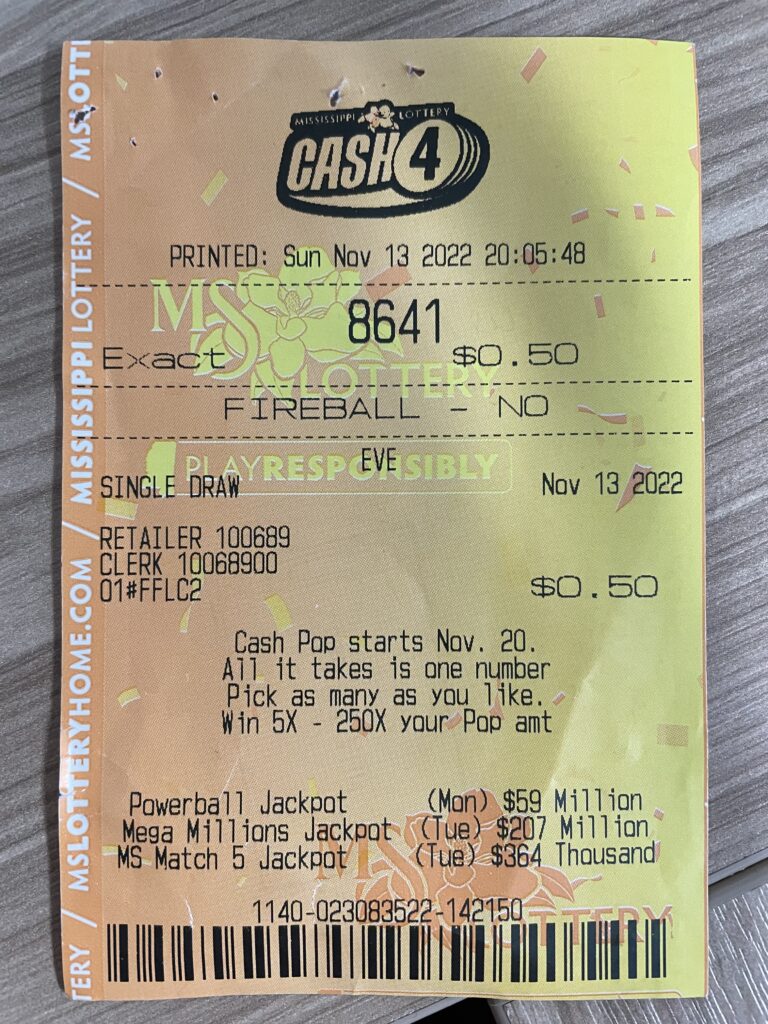 MISSISSIPPI LOTTERY
CASH 4
PRINTED: Sun Nov 13 2022 20:05:48
8641
Exact $0.50
FIREBALL - NO
EVE
SINGLE DRAW Nov 13 2022
RETAILER 100689
CLERK 10068900
01#FFLC2 $0.50
Cash Pop starts Nov. 20.
All it takes is one number
Pick as many as you like.
Win 5X - 250X your Pop amt
Powerball Jackpot (Mon) $59 Million
Mega Millions Jackpot (Tue) $207 Million
MS Match 5 Jackpot (Tue) $364 Thousand
1140-023083522-142150
MS LOTTERY
PLAY RESPONSIBLY
MS LOTTERY
TERY / MSLOTTERYHOME.COM / MISSISSIPPI LOTTERY / MSLOTT